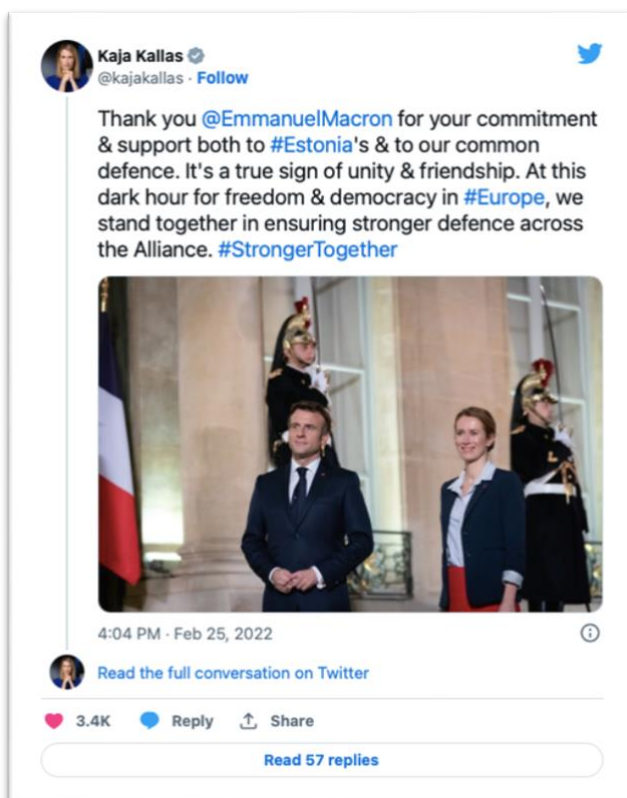 Kaja Kallas
@kajakallas · Follow
Thank you @EmmanuelMacron for your commitment
& support both to #Estonia's & to our common
defence. It's a true sign of unity & friendship. At this
dark hour for freedom & democracy in #Europe, we
stand together in ensuring stronger defence across
the Alliance. #StrongerTogether
4:04 PM · Feb 25, 2022
Read the full conversation on Twitter
3.4K Reply Share
Read 57 replies